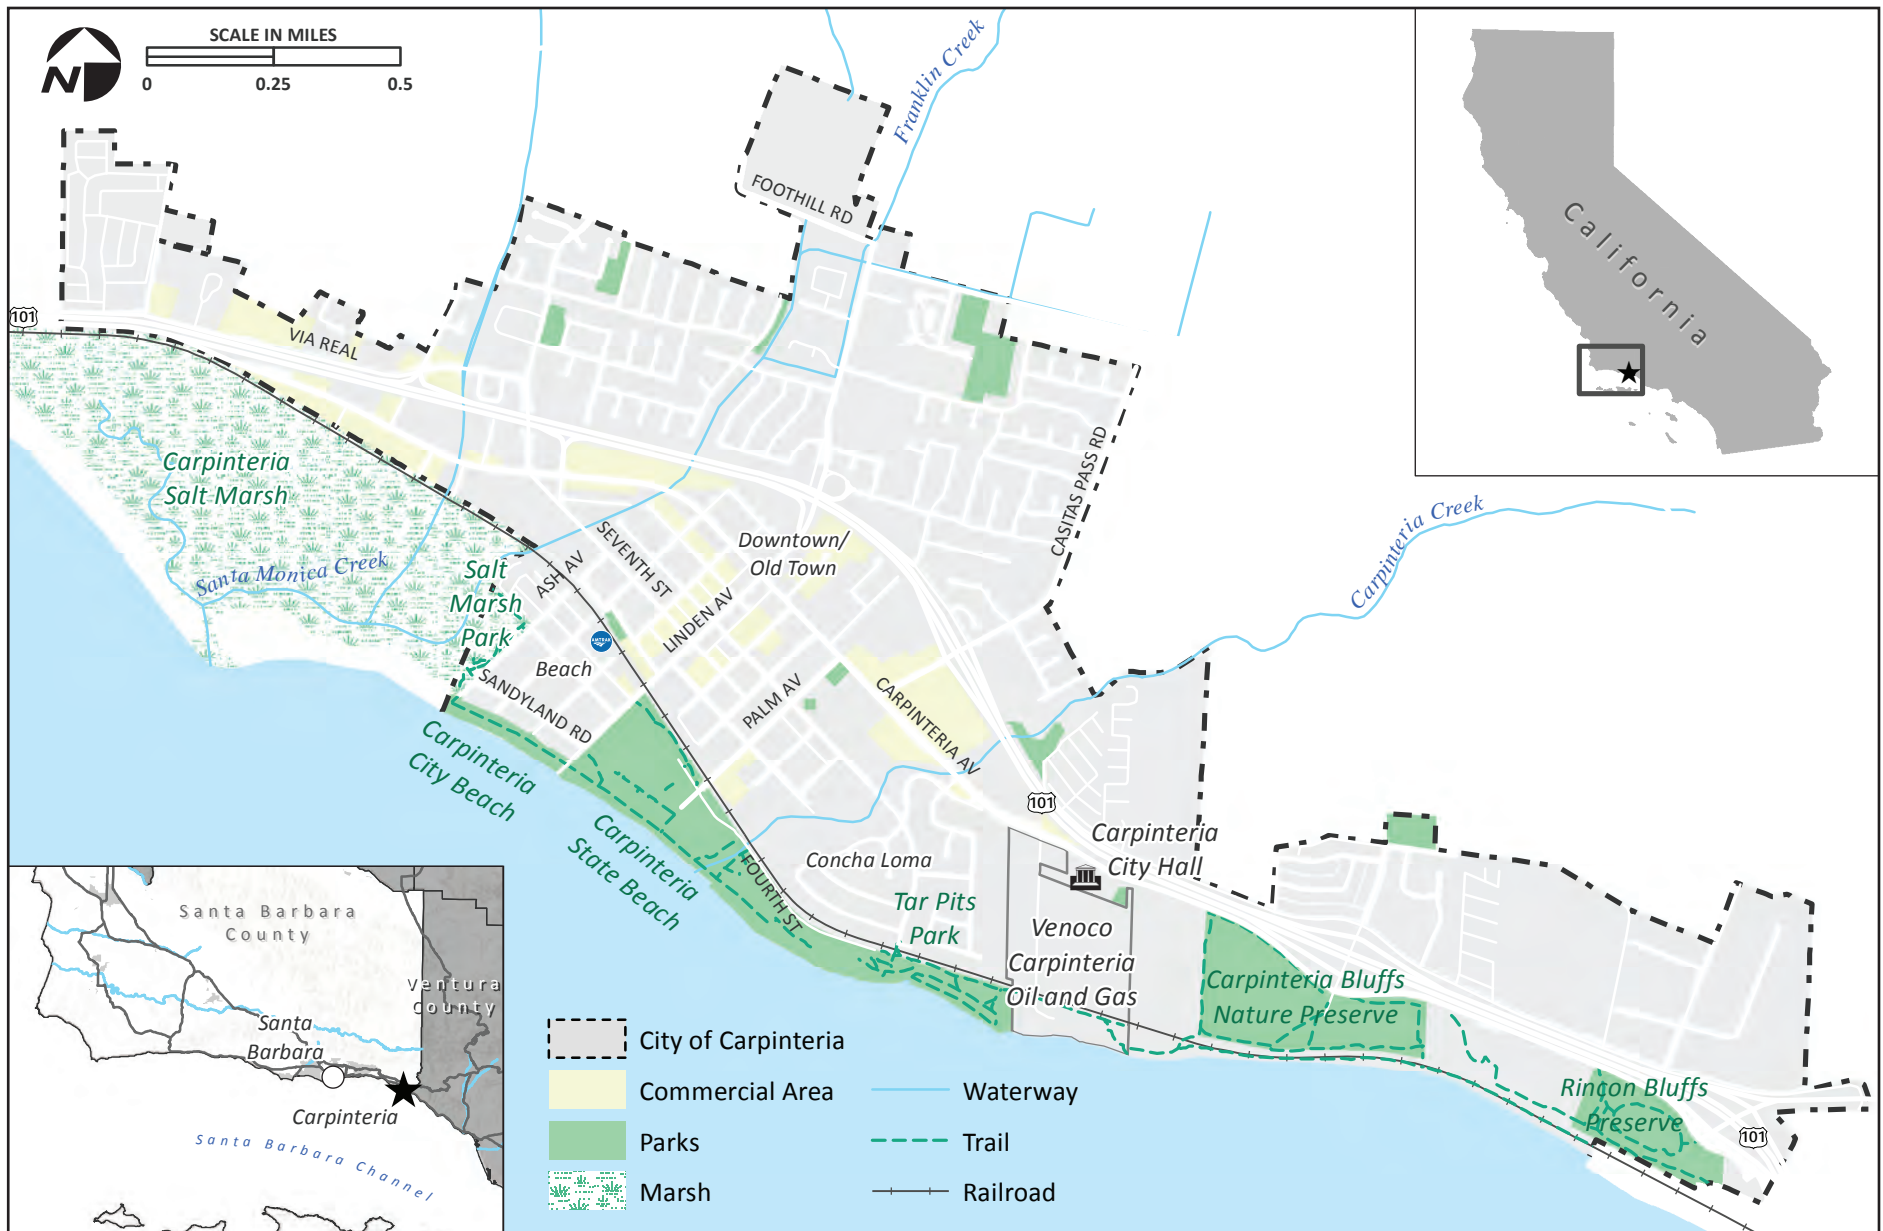 SCALE IN MILES
0 0.25 0.5
N
Franklin Creek
FOOTHILL RD
California
101
VIA REAL
CASITAS PASS RD
Carpinteria
Salt Marsh
Santa Monica Creek
Salt
Marsh
Park
ASH AV
SEVENTH ST
Downtown/
Old Town
LINDEN AV
AMTRAK
Beach
SANDYLAND RD
PALM AV
CARPINTERIA AV
Carpinteria Creek
Carpinteria
City Beach
Carpinteria
State Beach
FOURTH ST
Concha Loma
Tar Pits
Park
101
Carpinteria
City Hall
Venoco
Carpinteria
Oil and Gas
Carpinteria Bluffs
Nature Preserve
Rincon Bluffs
Preserve
101
Santa Barbara
County
Ventura
County
Santa
Barbara
Carpinteria
Santa Barbara Channel
City of Carpinteria
Commercial Area
Parks
Marsh
Waterway
Trail
Railroad